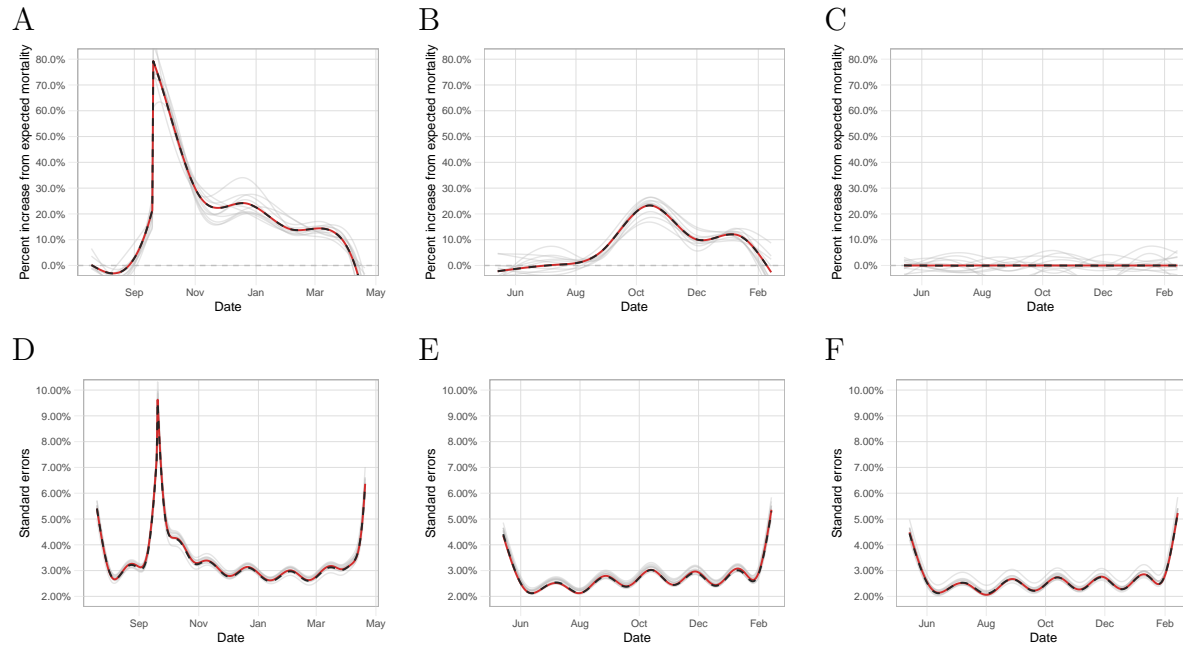 A
B
C
Percent increase from expected mortality
80.0%
70.0%
60.0%
50.0%
40.0%
30.0%
20.0%
10.0%
0.0%
Sep
Nov
Jan
Mar
May
Date
Percent increase from expected mortality
80.0%
70.0%
60.0%
50.0%
40.0%
30.0%
20.0%
10.0%
0.0%
Jun
Aug
Oct
Dec
Feb
Date
Percent increase from expected mortality
80.0%
70.0%
60.0%
50.0%
40.0%
30.0%
20.0%
10.0%
0.0%
Jun
Aug
Oct
Dec
Feb
Date
D
E
F
Standard errors
10.00%
9.00%
8.00%
7.00%
6.00%
5.00%
4.00%
3.00%
2.00%
Sep
Nov
Jan
Mar
May
Date
Standard errors
10.00%
9.00%
8.00%
7.00%
6.00%
5.00%
4.00%
3.00%
2.00%
Jun
Aug
Oct
Dec
Feb
Date
Standard errors
10.00%
9.00%
8.00%
7.00%
6.00%
5.00%
4.00%
3.00%
2.00%
Jun
Aug
Oct
Dec
Feb
Date